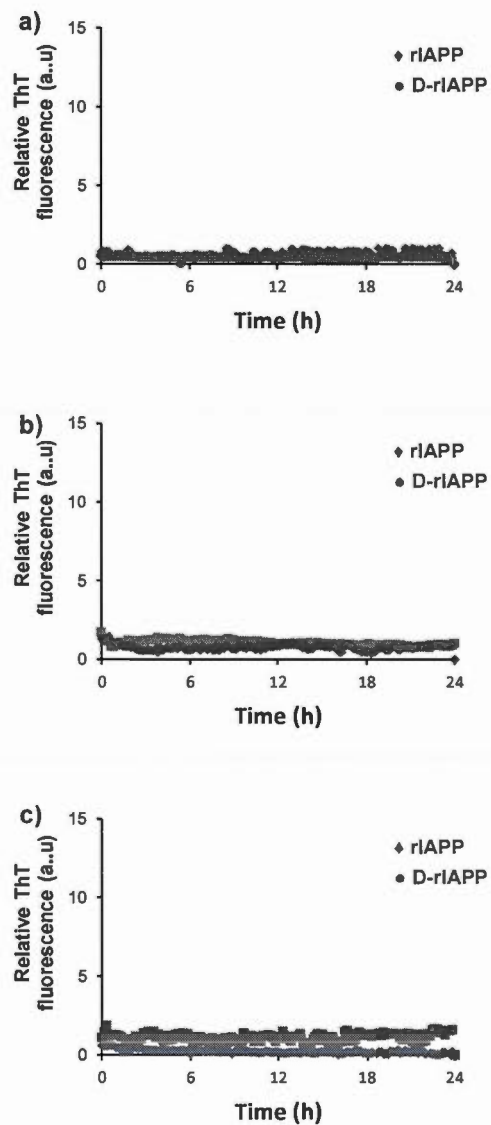 a)
Relative ThT
fluorescence (a..u)
15
10
5
0
0 6 12 18 24
Time (h)
rIAPP
D-rIAPP
b)
Relative ThT
fluorescence (a..u)
15
10
5
0
0 6 12 18 24
Time (h)
rIAPP
D-rIAPP
c)
Relative ThT
fluorescence (a..u)
15
10
5
0
0 6 12 18 24
Time (h)
rIAPP
D-rIAPP